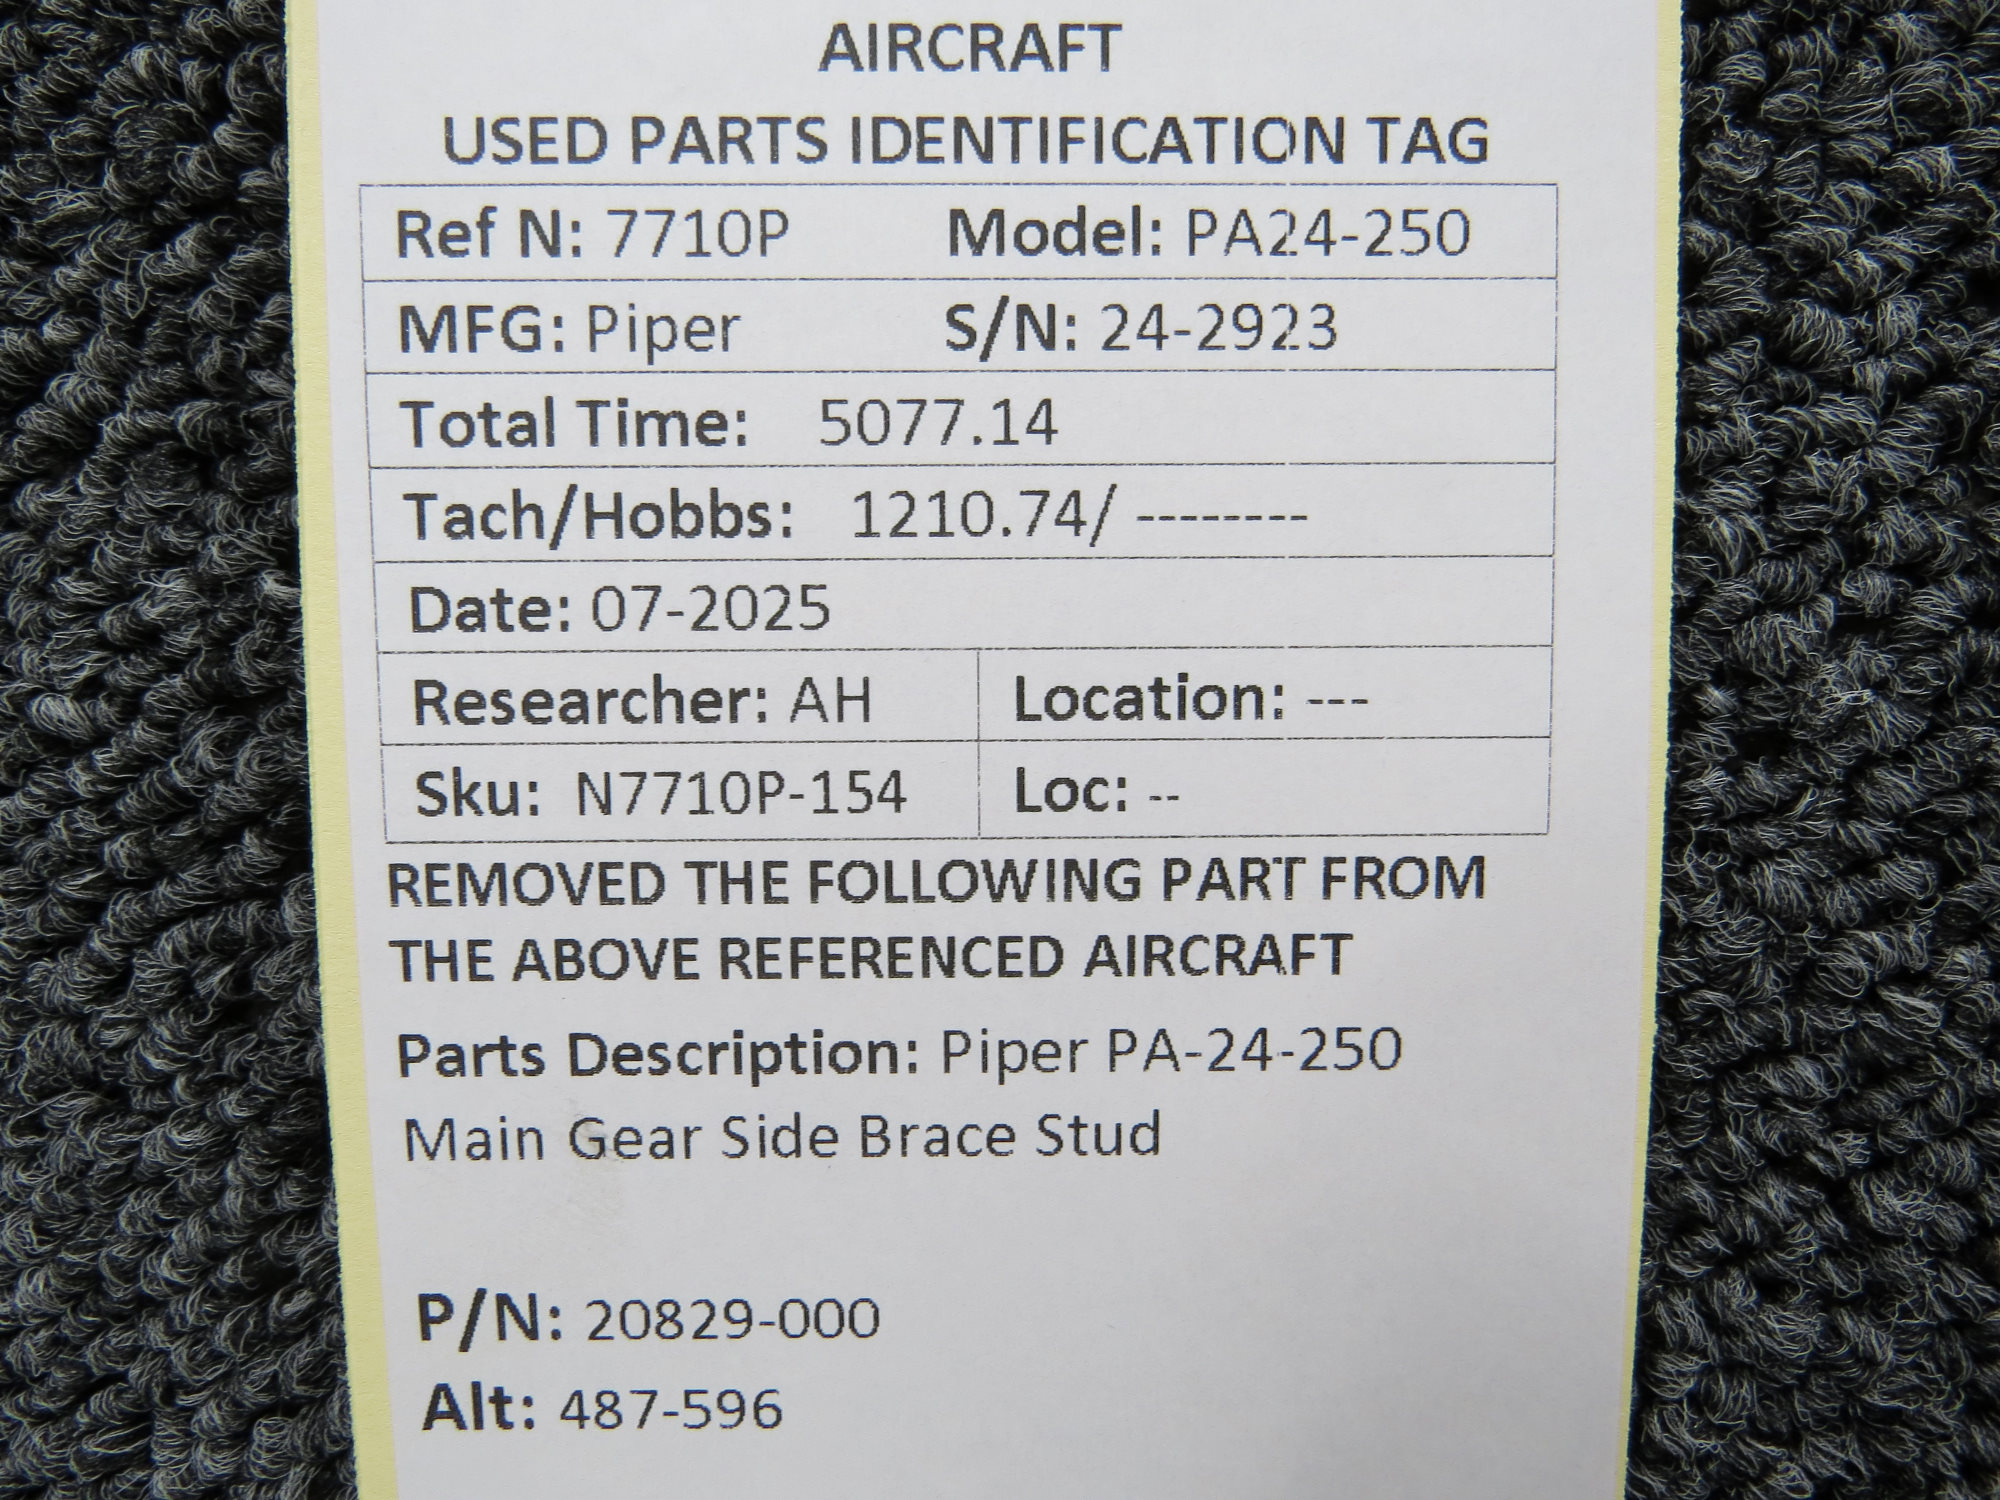 AIRCRAFT
USED PARTS IDENTIFICATION TAG
Ref N: 7710P Model: PA24-250
MFG: Piper S/N: 24-2923
Total Time: 5077.14
Tach/Hobbs: 1210.74/ --------
Date: 07-2025
Researcher: AH Location: ---
Sku: N7710P-154 Loc: --
REMOVED THE FOLLOWING PART FROM
THE ABOVE REFERENCED AIRCRAFT
Parts Description: Piper PA-24-250
Main Gear Side Brace Stud
P/N: 20829-000
Alt: 487-596